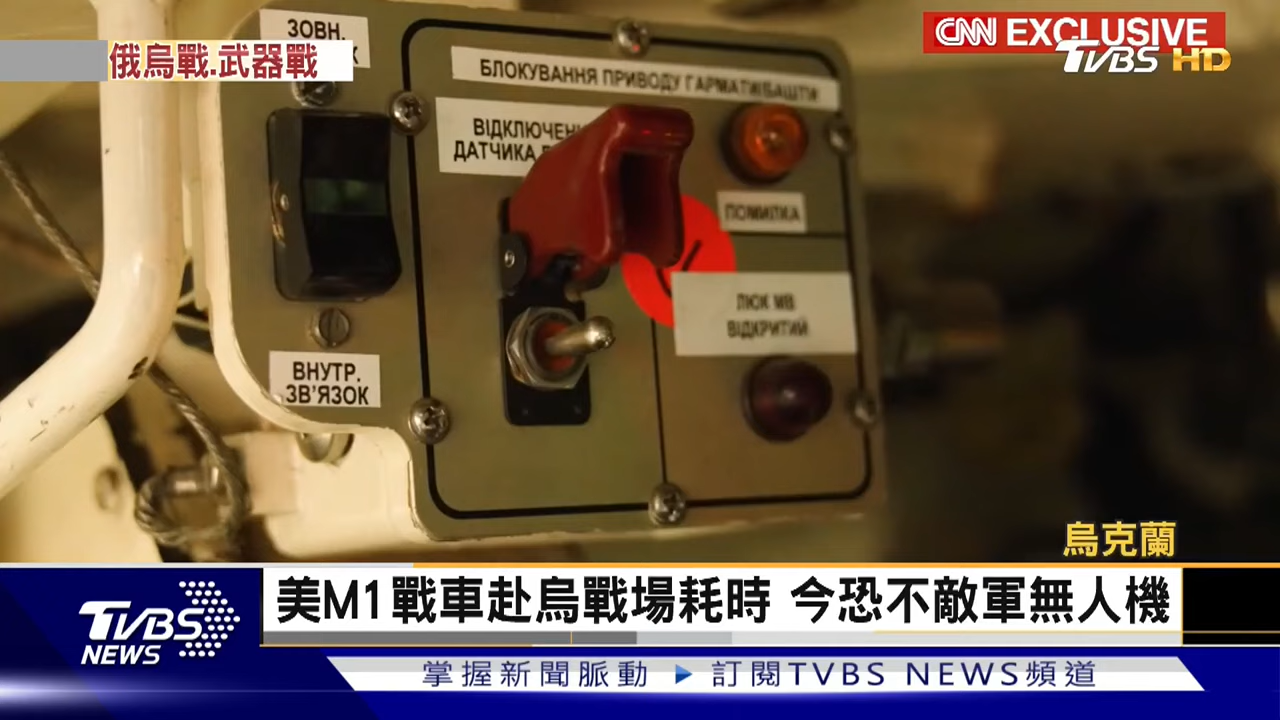 俄烏戰.武器戰
CNN EXCLUSIVE
TVBS HD
ЗОВН.
БЛОКУВАННЯ ПРИВОДУ ГАРМАТИ/БАШТИ
ВІДКЛЮЧЕН
ДАТЧИКА
ПОМИЛКА
ЛЮК МВ
ВІДКРИТИЙ
ВНУТР.
ЗВ'ЯЗОК
烏克蘭
美M1戰車赴烏戰場耗時 今恐不敵軍無人機
TVBS
NEWS
掌握新聞脈動 ▶ 訂閱TVBS NEWS頻道